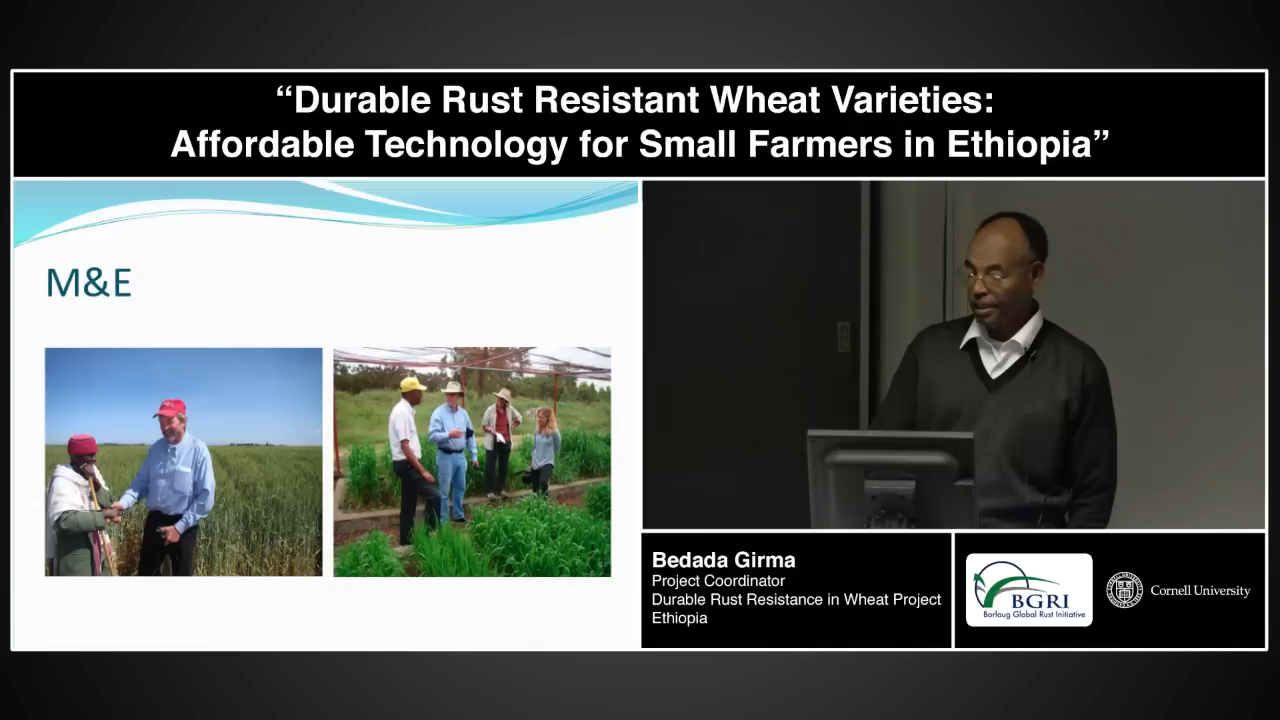 “Durable Rust Resistant Wheat Varieties:
Affordable Technology for Small Farmers in Ethiopia”
M&E
Bedada Girma
Project Coordinator
Durable Rust Resistance in Wheat Project
Ethiopia
BGRI
Borlaug Global Rust Initiative
Cornell University